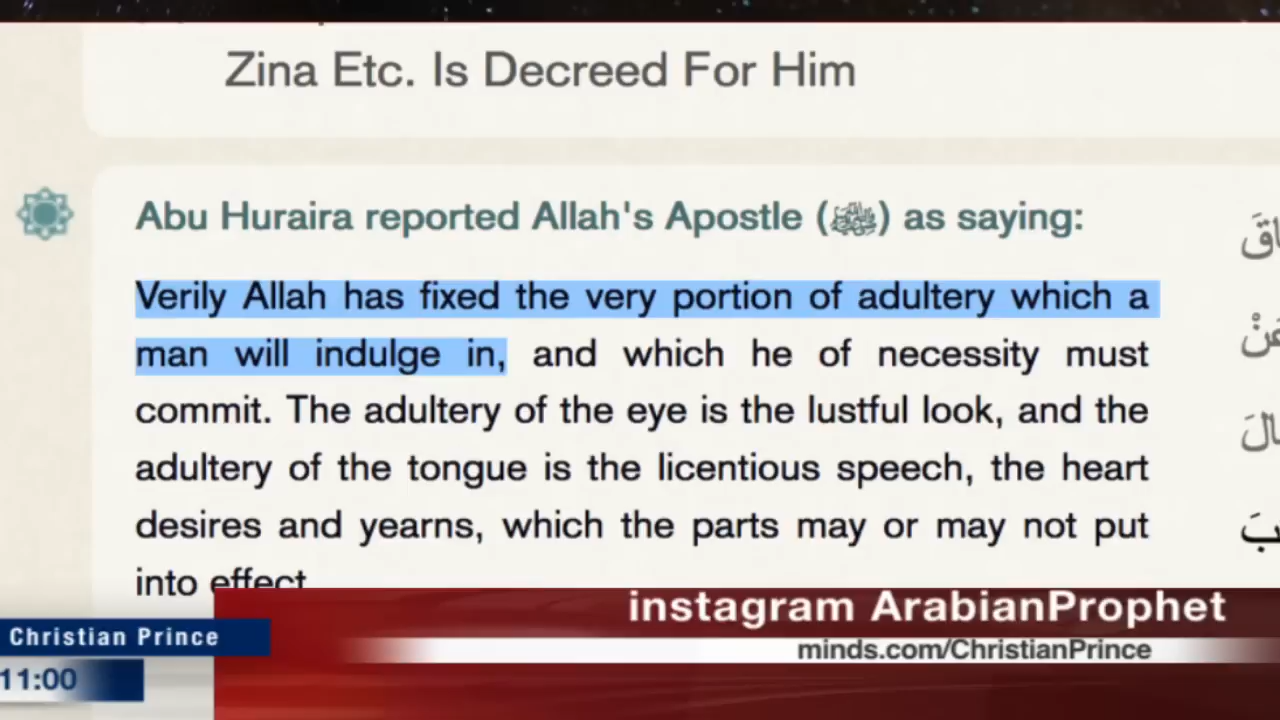 Zina Etc. Is Decreed For Him
Abu Huraira reported Allah's Apostle (ﷺ) as saying:
Verily Allah has fixed the very portion of adultery which a
man will indulge in, and which he of necessity must
commit. The adultery of the eye is the lustful look, and the
adultery of the tongue is the licentious speech, the heart
desires and yearns, which the parts may or may not put
into effect
instagram ArabianProphet
Christian Prince
minds.com/ChristianPrince
11:00